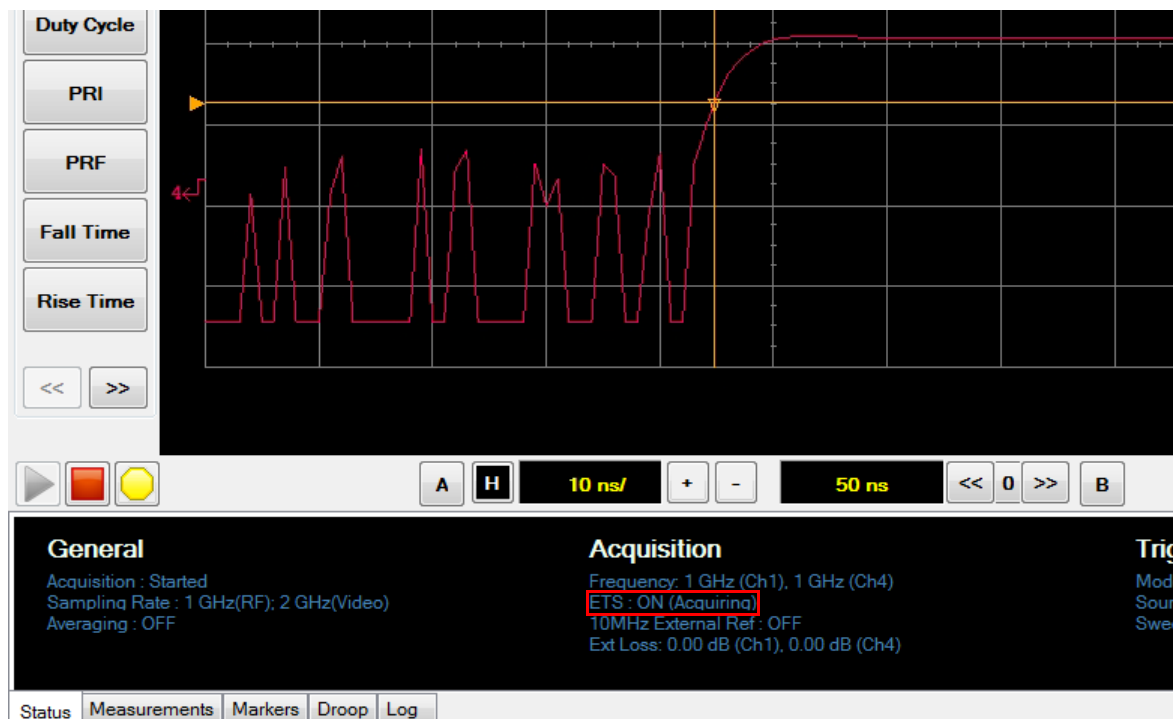 Duty Cycle
PRI
PRF
Fall Time
Rise Time
<< >>
4
A H 10 ns/ + - 50 ns << 0 >> B
General
Acquisition : Started
Sampling Rate : 1 GHz(RF); 2 GHz(Video)
Averaging : OFF
Acquisition
Frequency: 1 GHz (Ch1), 1 GHz (Ch4)
ETS : ON (Acquiring)
10MHz External Ref : OFF
Ext Loss: 0.00 dB (Ch1), 0.00 dB (Ch4)
Trig
Mod
Sour
Swe
Status Measurements Markers Droop Log